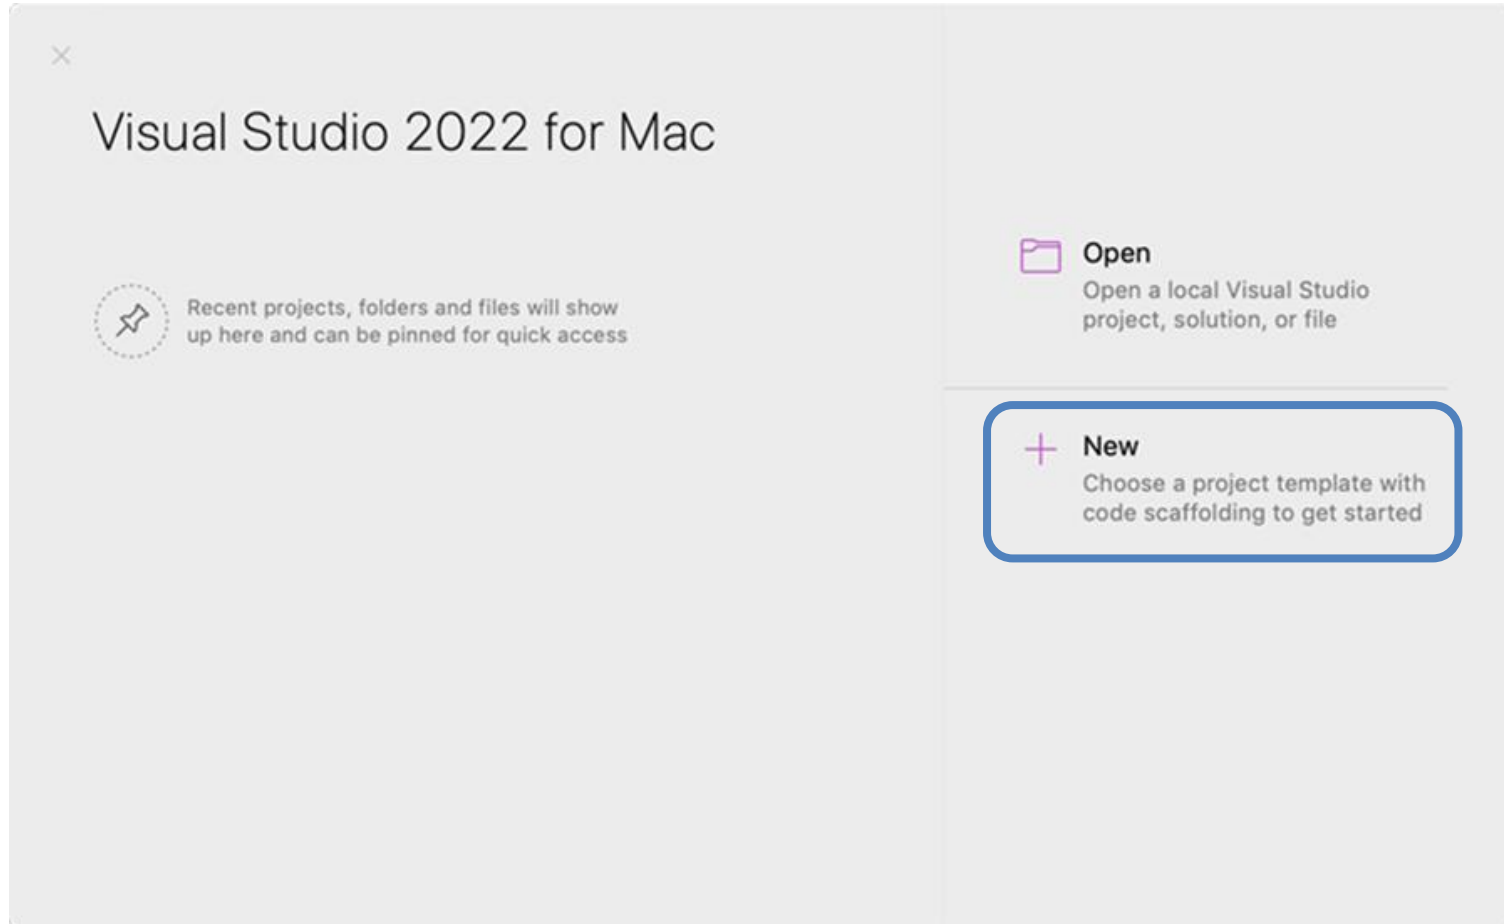 Visual Studio 2022 for Mac
Recent projects, folders and files will show
up here and can be pinned for quick access
Open
Open a local Visual Studio
project, solution, or file
New
Choose a project template with
code scaffolding to get started